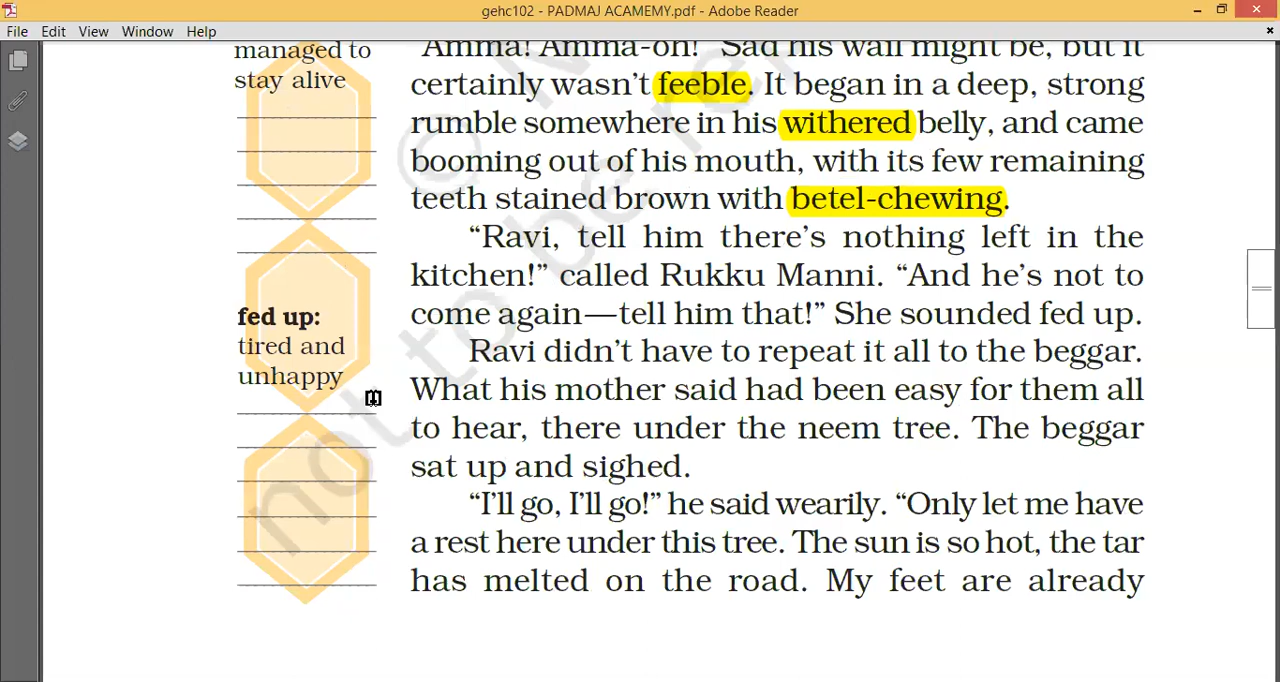 gehc102 - PADMAJ ACAMEMY.pdf - Adobe Reader
File Edit View Window Help
managed to
stay alive
fed up:
tired and
unhappy
"Amma! Amma-oh!" Sad his wail might be, but it
certainly wasn't feeble. It began in a deep, strong
rumble somewhere in his withered belly, and came
booming out of his mouth, with its few remaining
teeth stained brown with betel-chewing.
"Ravi, tell him there's nothing left in the
kitchen!" called Rukku Manni. "And he's not to
come again—tell him that!" She sounded fed up.
Ravi didn't have to repeat it all to the beggar.
What his mother said had been easy for them all
to hear, there under the neem tree. The beggar
sat up and sighed.
"I'll go, I'll go!" he said wearily. "Only let me have
a rest here under this tree. The sun is so hot, the tar
has melted on the road. My feet are already
© N
not to be re